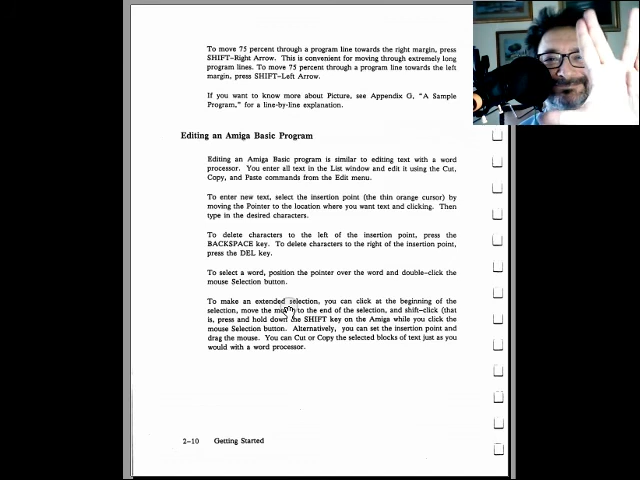 To move 75 percent through a program line towards the right margin, press
SHIFT-Right Arrow. This is convenient for moving through extremely long
program lines. To move 75 percent through a program line towards the left
margin, press SHIFT-Left Arrow.
If you want to know more about Picture, see Appendix G, "A Sample
Program," for a line-by-line explanation.
Editing an Amiga Basic Program
Editing an Amiga Basic program is similar to editing text with a word
processor. You enter all text in the List window and edit it using the Cut,
Copy, and Paste commands from the Edit menu.
To enter new text, select the insertion point (the thin orange cursor) by
moving the Pointer to the location where you want text and clicking. Then
type in the desired characters.
To delete characters to the left of the insertion point, press the
BACKSPACE key. To delete characters to the right of the insertion point,
press the DEL key.
To select a word, position the pointer over the word and double-click the
mouse Selection button.
To make an extended selection, you can click at the beginning of the
selection, move the to the end of the selection, and shift-click (that
is, press and hold down the SHIFT key on the Amiga while you click the
mouse Selection button. Alternatively, you can set the insertion point and
drag the mouse. You can Cut or Copy the selected blocks of text just as you
would with a word processor.
2-10 Getting Started